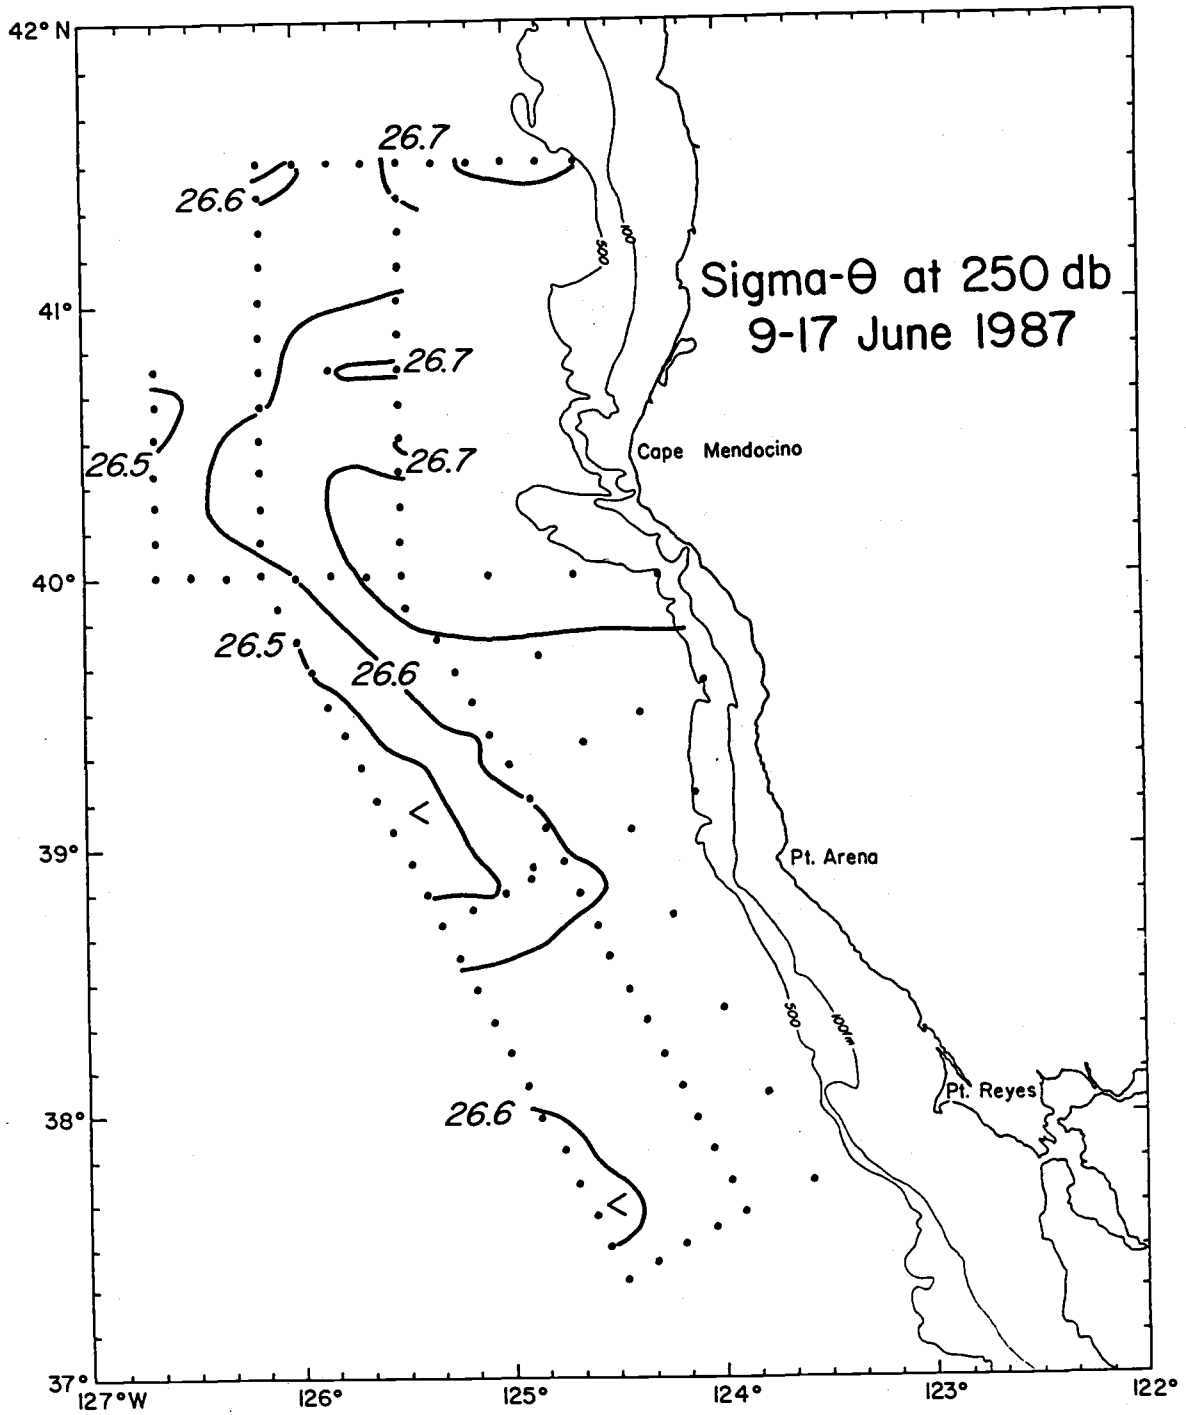 42° N
26.7
26.6
500
100
Sigma-θ at 250 db
9-17 June 1987
41°
26.7
Cape Mendocino
26.5
26.7
40°
26.5
26.6
<
39°
Pt. Arena
500
100fm
Pt. Reyes
38°
26.6
<
37°
127°W
126°
125°
124°
123°
122°